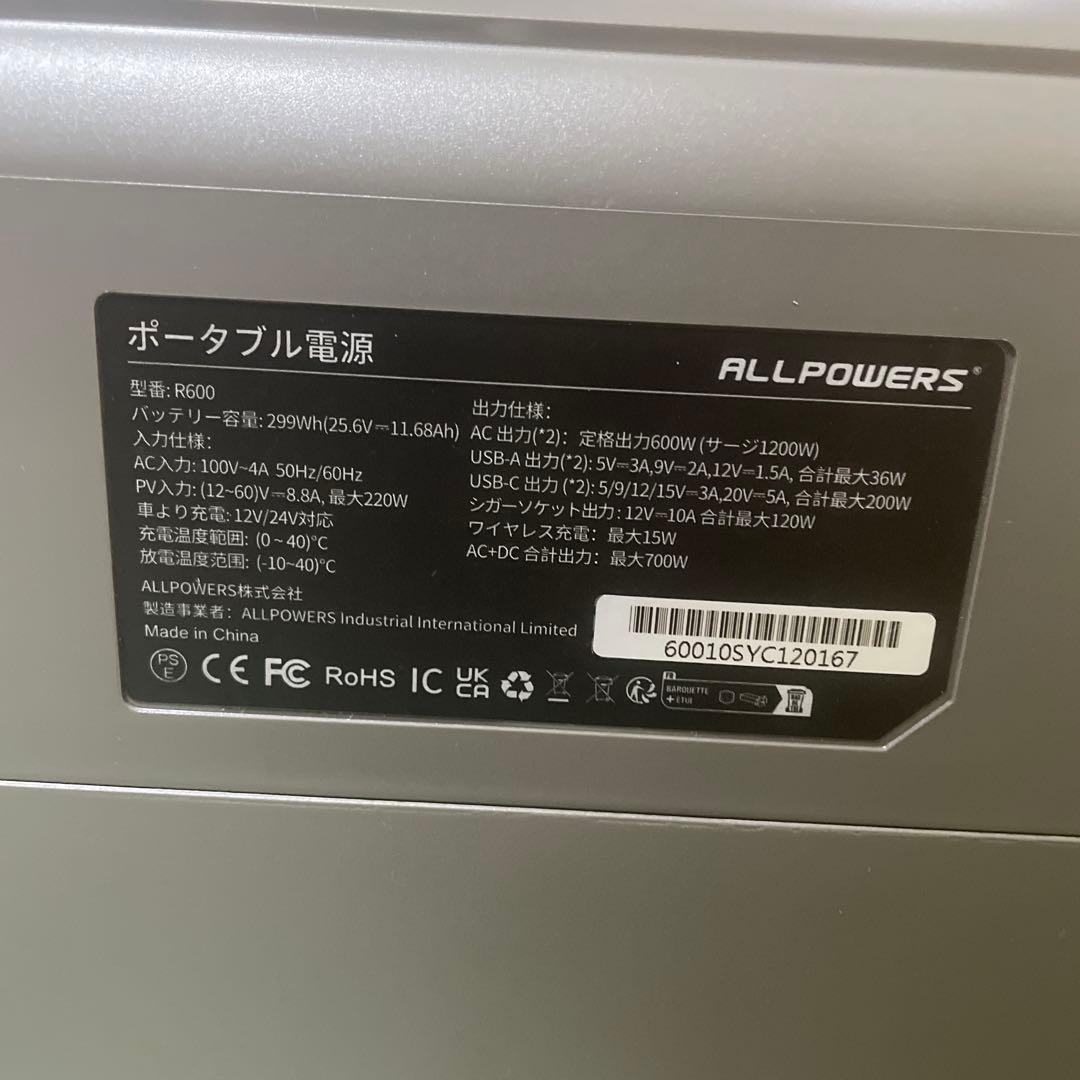 ポータブル電源
ALLPOWERS®
型番: R600
バッテリー容量: 299Wh(25.6V⎓11.68Ah)
入力仕様:
AC入力: 100V~4A 50Hz/60Hz
PV入力: (12~60)V⎓8.8A, 最大220W
車より充電: 12V/24V対応
充電温度範囲: (0~40)℃
放電温度范囲: (-10~40)℃
出力仕様:
AC 出力(*2): 定格出力600W (サージ1200W)
USB-A 出力(*2): 5V⎓3A,9V⎓2A,12V⎓1.5A, 合計最大36W
USB-C 出力 (*2): 5/9/12/15V⎓3A,20V⎓5A, 合計最大200W
シガーソケット出力: 12V⎓10A 合計最大120W
ワイヤレス充電: 最大15W
AC+DC 合計出力: 最大700W
ALLPOWERS株式会社
製造事業者: ALLPOWERS Industrial International Limited
Made in China
60010SYC120167
PS
E
CE FC RoHS IC UK
CA
FR
BARQUETTE
+ ÉTUI